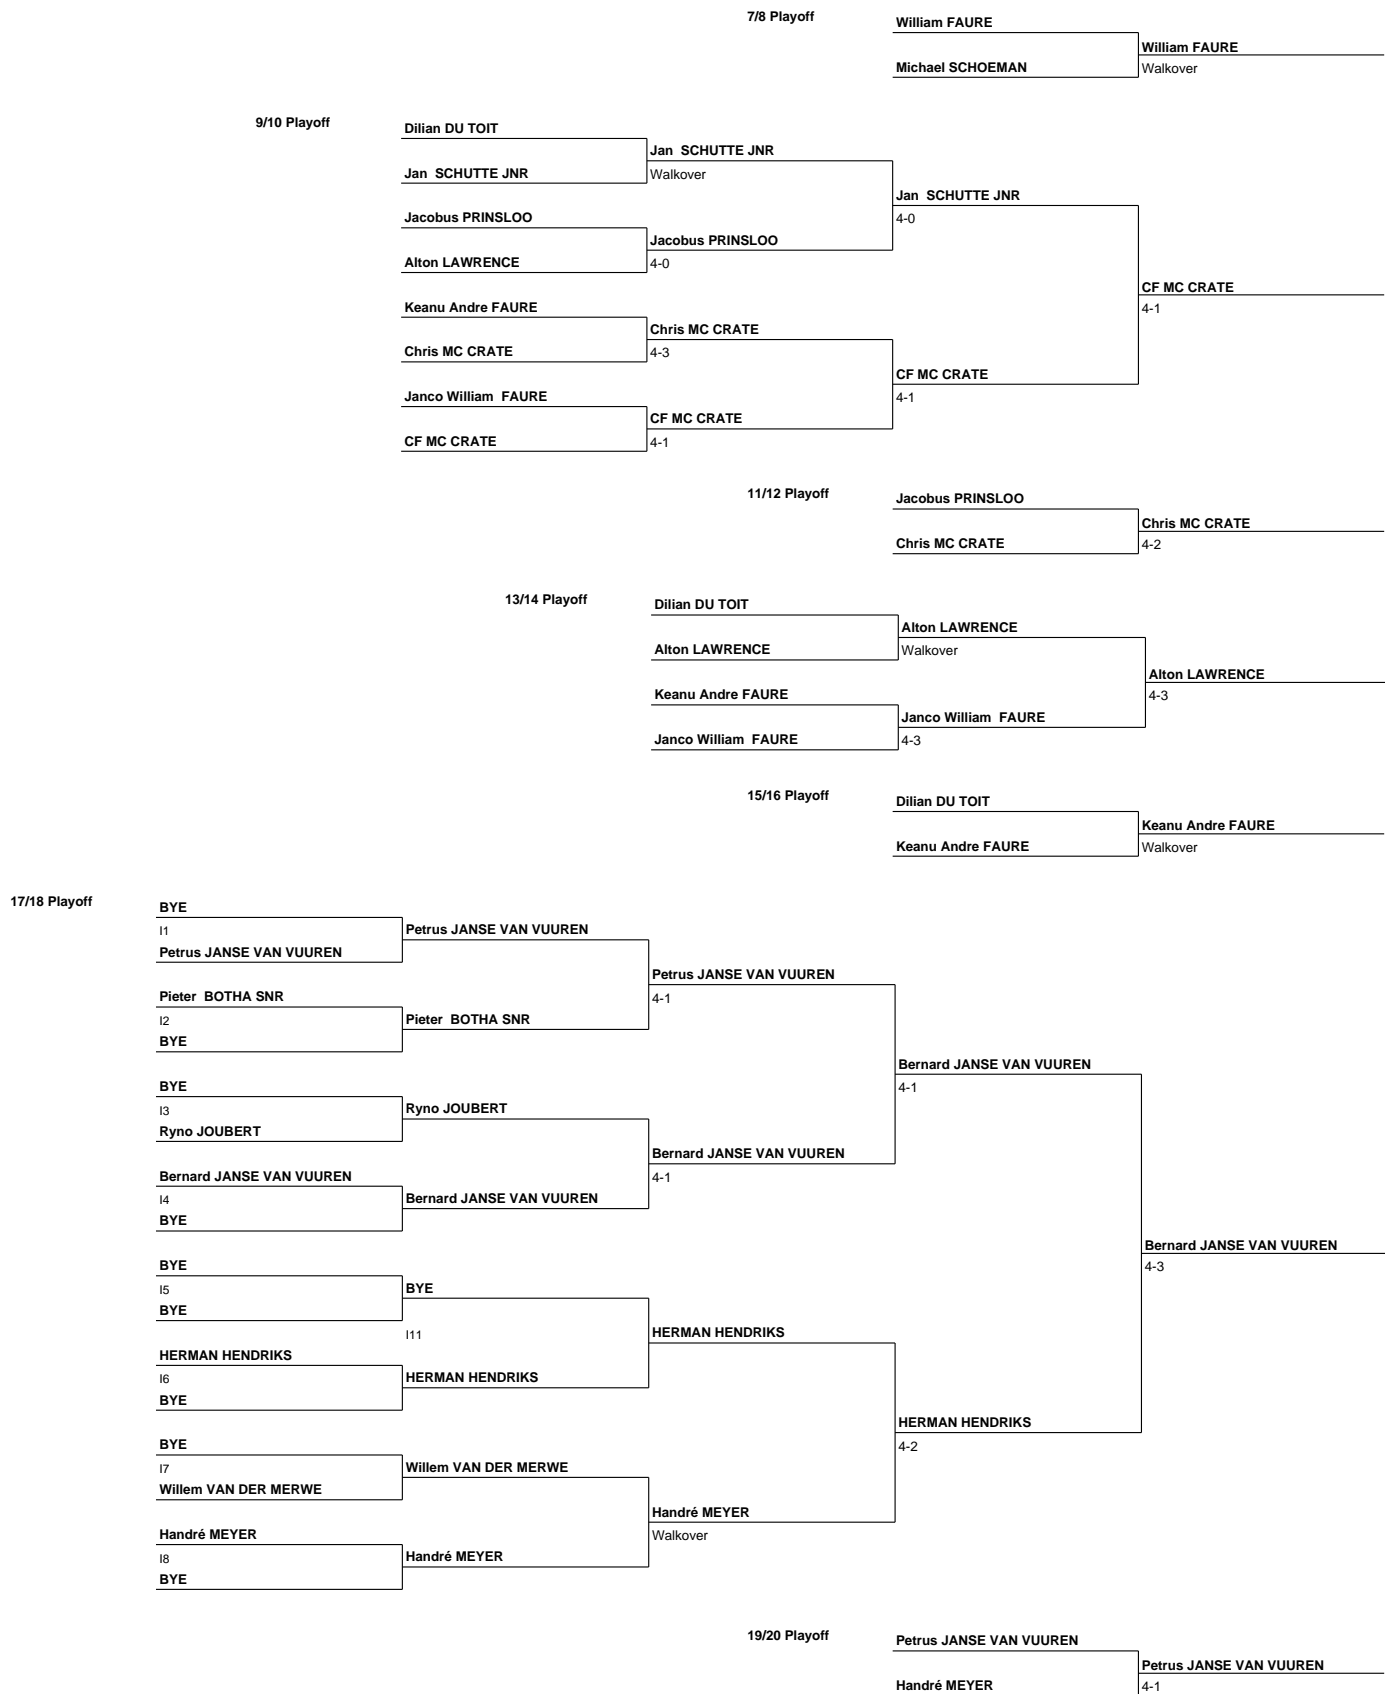 7/8 Playoff
William FAURE
William FAURE
Michael SCHOEMAN
Walkover
9/10 Playoff
Dilian DU TOIT
Jan  SCHUTTE JNR
Jan  SCHUTTE JNR
Walkover
Jan  SCHUTTE JNR
4-0
Jacobus PRINSLOO
Jacobus PRINSLOO
Alton LAWRENCE
4-0
CF MC CRATE
4-1
Keanu Andre FAURE
Chris MC CRATE
Chris MC CRATE
4-3
CF MC CRATE
4-1
Janco William  FAURE
CF MC CRATE
CF MC CRATE
4-1
11/12 Playoff
Jacobus PRINSLOO
Chris MC CRATE
Chris MC CRATE
4-2
13/14 Playoff
Dilian DU TOIT
Alton LAWRENCE
Alton LAWRENCE
Walkover
Alton LAWRENCE
4-3
Keanu Andre FAURE
Janco William  FAURE
Janco William  FAURE
4-3
15/16 Playoff
Dilian DU TOIT
Keanu Andre FAURE
Keanu Andre FAURE
Walkover
17/18 Playoff
BYE
I1
Petrus JANSE VAN VUUREN
Petrus JANSE VAN VUUREN
Petrus JANSE VAN VUUREN
4-1
Pieter  BOTHA SNR
I2
Pieter  BOTHA SNR
BYE
Bernard JANSE VAN VUUREN
4-1
BYE
I3
Ryno JOUBERT
Ryno JOUBERT
Bernard JANSE VAN VUUREN
4-1
Bernard JANSE VAN VUUREN
I4
Bernard JANSE VAN VUUREN
BYE
Bernard JANSE VAN VUUREN
4-3
BYE
I5
BYE
BYE
I11
HERMAN HENDRIKS
HERMAN HENDRIKS
I6
HERMAN HENDRIKS
BYE
HERMAN HENDRIKS
4-2
BYE
I7
Willem VAN DER MERWE
Willem VAN DER MERWE
Handré MEYER
Walkover
Handré MEYER
I8
Handré MEYER
BYE
19/20 Playoff
Petrus JANSE VAN VUUREN
Petrus JANSE VAN VUUREN
Handré MEYER
4-1